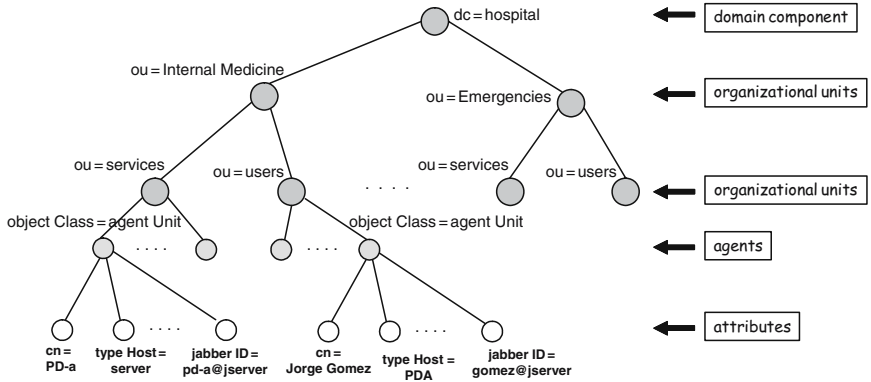 dc = hospital
domain component
ou = Internal Medicine
ou = Emergencies
organizational units
ou = services
ou = users
. . . .
ou = services
ou = users
organizational units
object Class = agent Unit
object Class = agent Unit
. . . .
. . . .
agents
. . . .
. . . .
attributes
cn =
PD-a
type Host =
server
jabber ID =
pd-a@jserver
cn =
Jorge Gomez
type Host =
PDA
jabber ID =
gomez@jserver